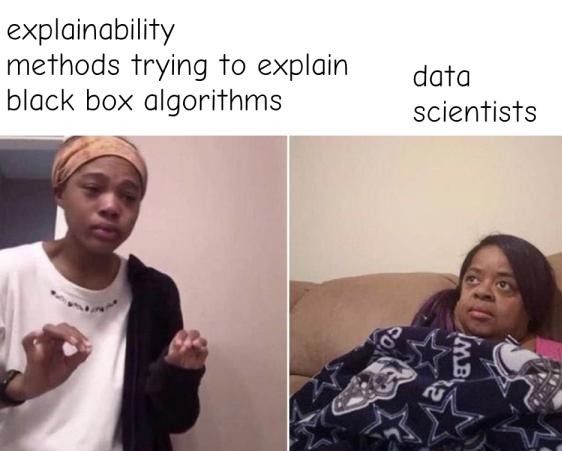 explainability
methods trying to explain
black box algorithms
data
scientists